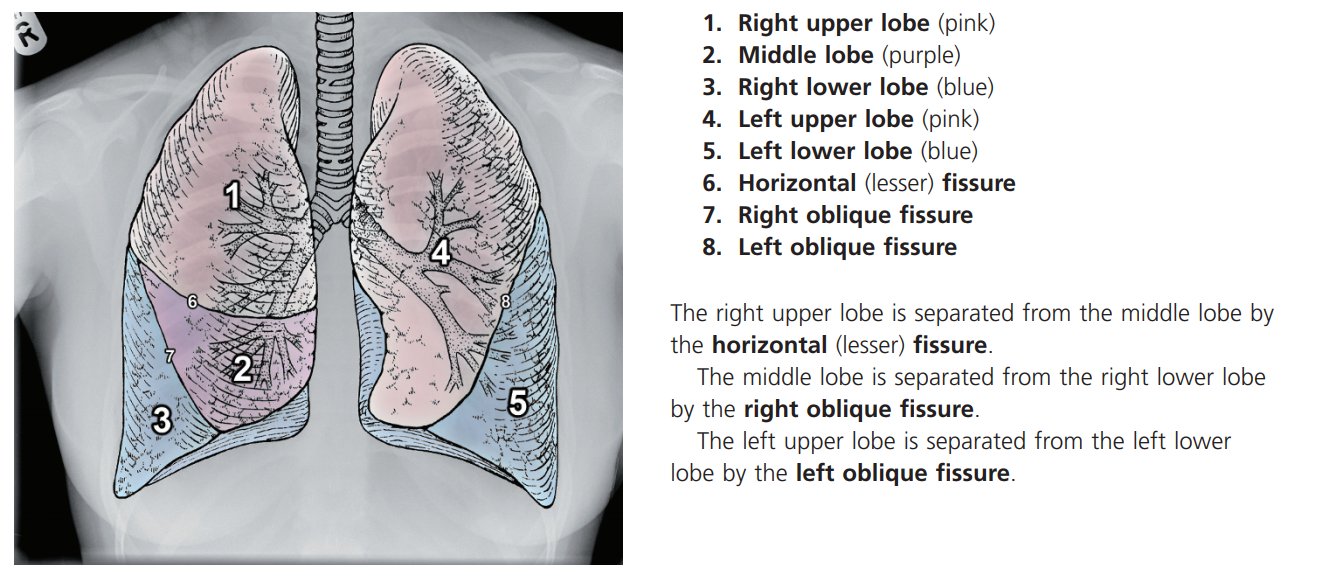 R
1
6
7
2
3
4
8
5
1. Right upper lobe (pink)
2. Middle lobe (purple)
3. Right lower lobe (blue)
4. Left upper lobe (pink)
5. Left lower lobe (blue)
6. Horizontal (lesser) fissure
7. Right oblique fissure
8. Left oblique fissure
The right upper lobe is separated from the middle lobe by
the horizontal (lesser) fissure.
The middle lobe is separated from the right lower lobe
by the right oblique fissure.
The left upper lobe is separated from the left lower
lobe by the left oblique fissure.